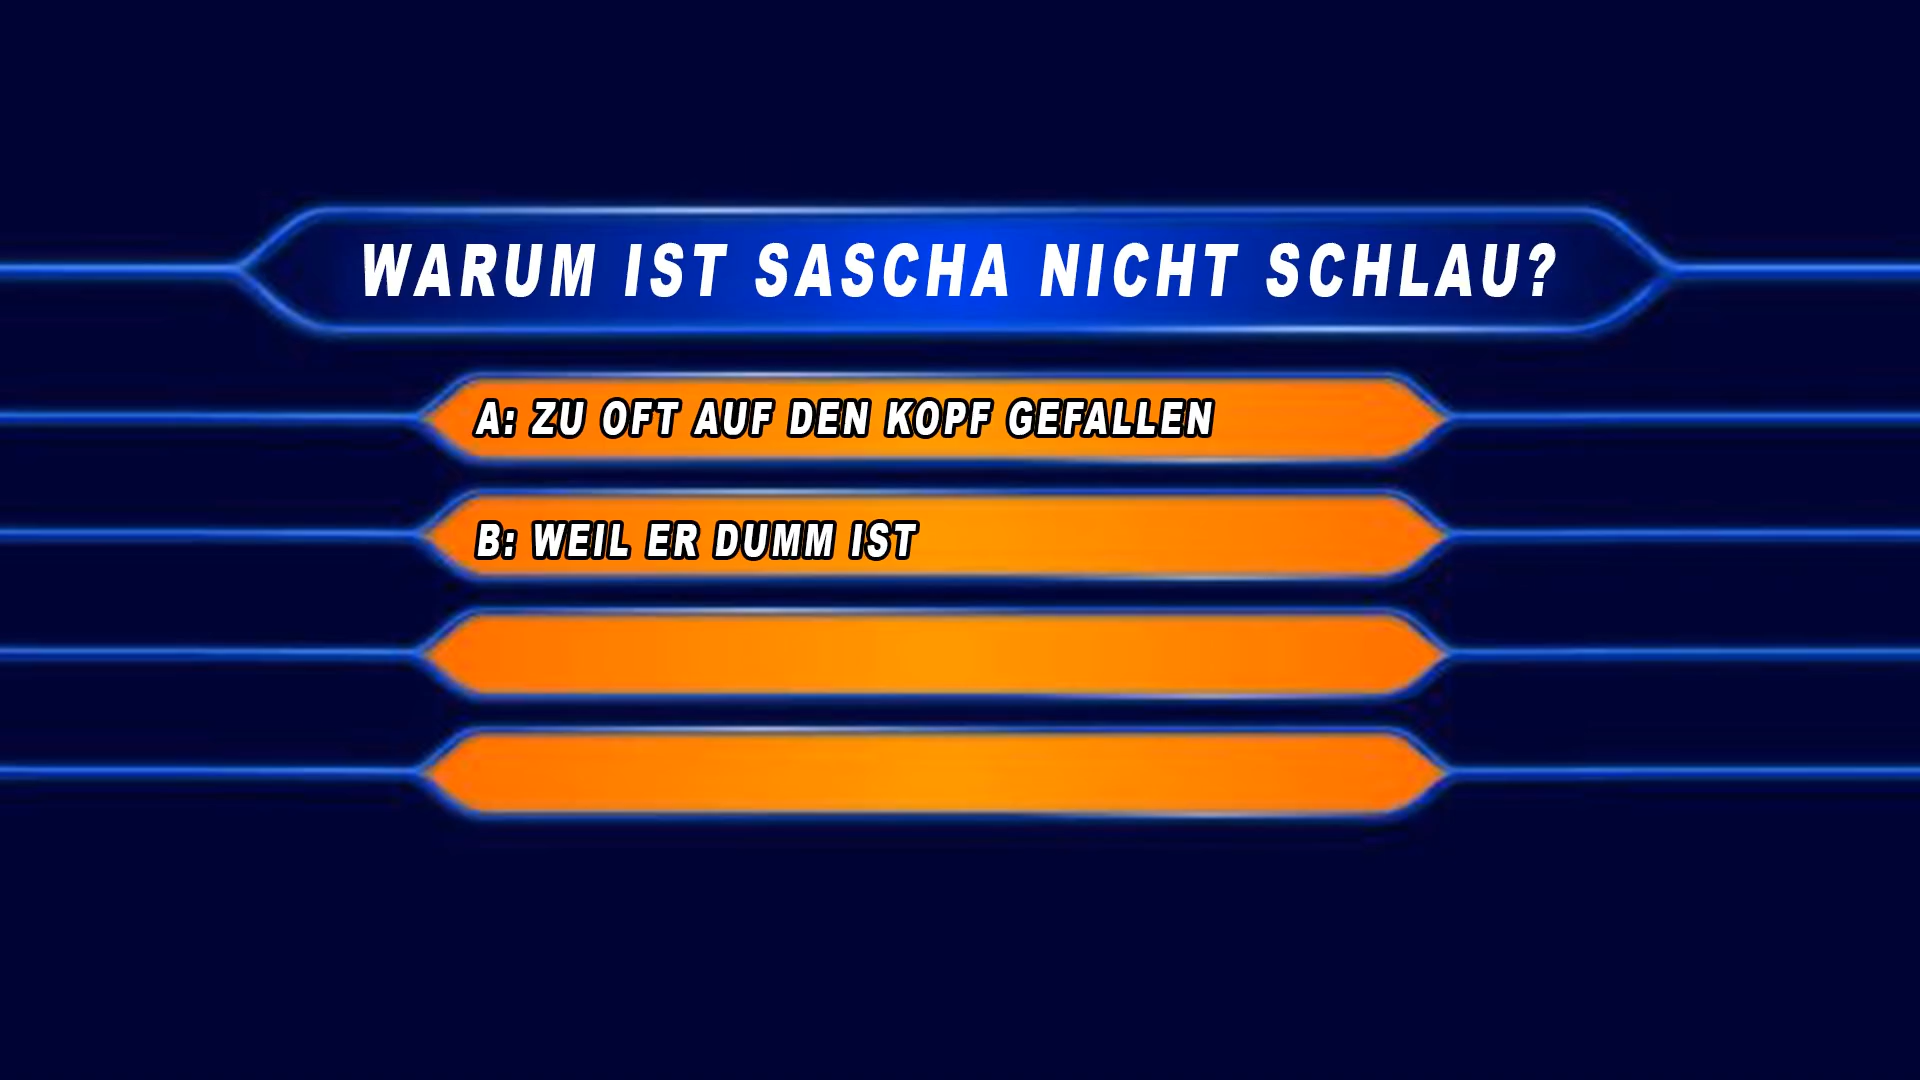 WARUM IST SASCHA NICHT SCHLAU?
A: ZU OFT AUF DEN KOPF GEFALLEN
B: WEIL ER DUMM IST